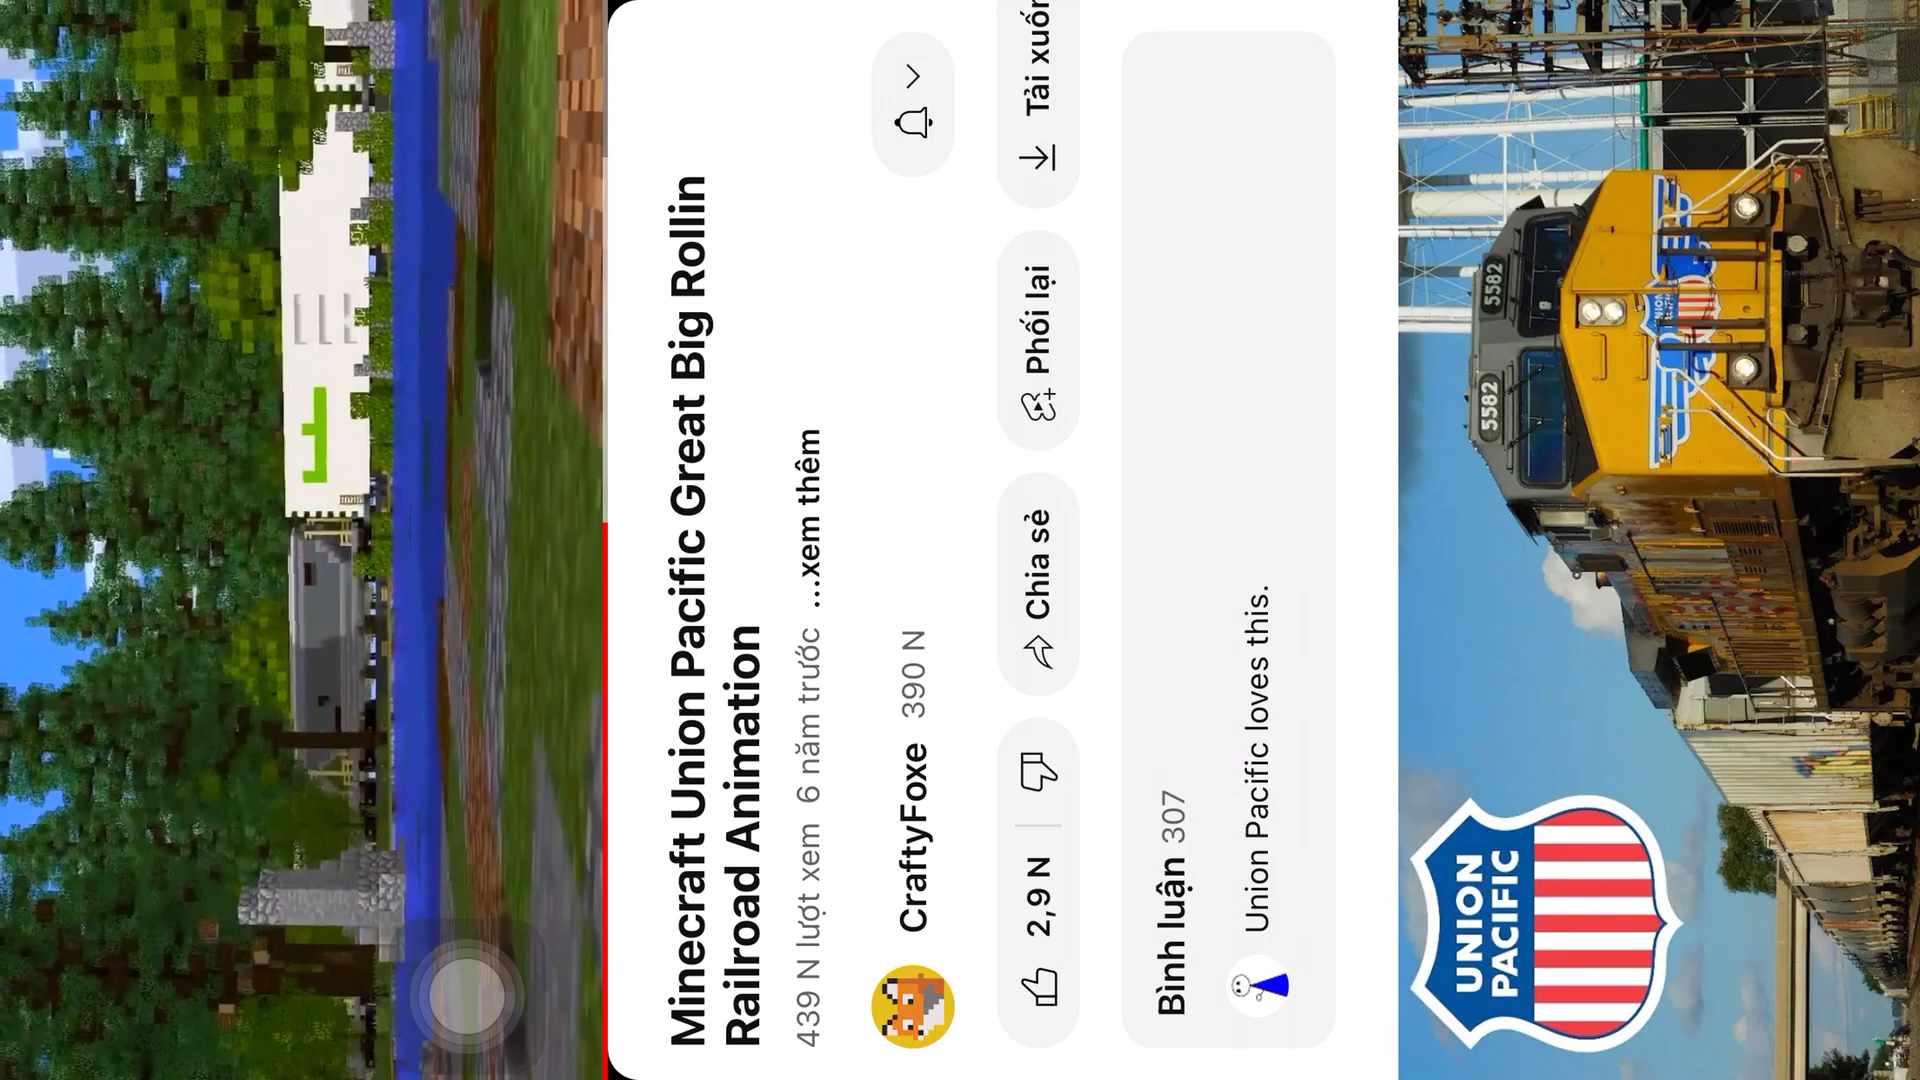 Minecraft Union Pacific Great Big Rollin
Railroad Animation
439 N lượt xem 6 năm trước ...xem thêm
CraftyFoxe 390 N
2,9 N
Chia sẻ
Phối lại
Tải xuốn
Bình luận 307
Union Pacific loves this.
5582
5582
UNION
PACIFIC